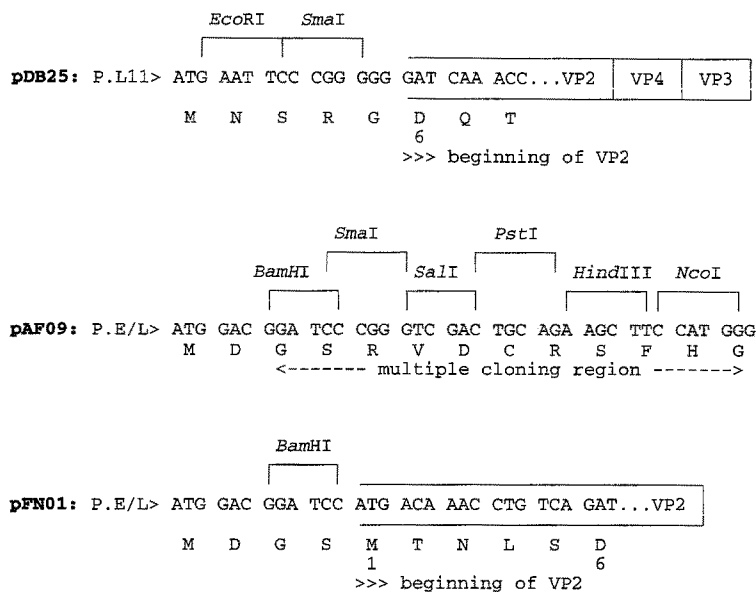 EcoRI SmaI
pDB25: P.L11> ATG AAT TCC CGG GGG GAT CAA ACC...VP2 VP4 VP3
M N S R G D Q T
6
>>> beginning of VP2
SmaI PstI
BamHI SalI HindIII NcoI
pAF09: P.E/L> ATG GAC GGA TCC CGG GTC GAC TGC AGA AGC TTC CAT GGG
M D G S R V D C R S F H G
<------- multiple cloning region ------->
BamHI
pFN01: P.E/L> ATG GAC GGA TCC ATG ACA AAC CTG TCA GAT...VP2
M D G S M T N L S D
1 6
>>> beginning of VP2